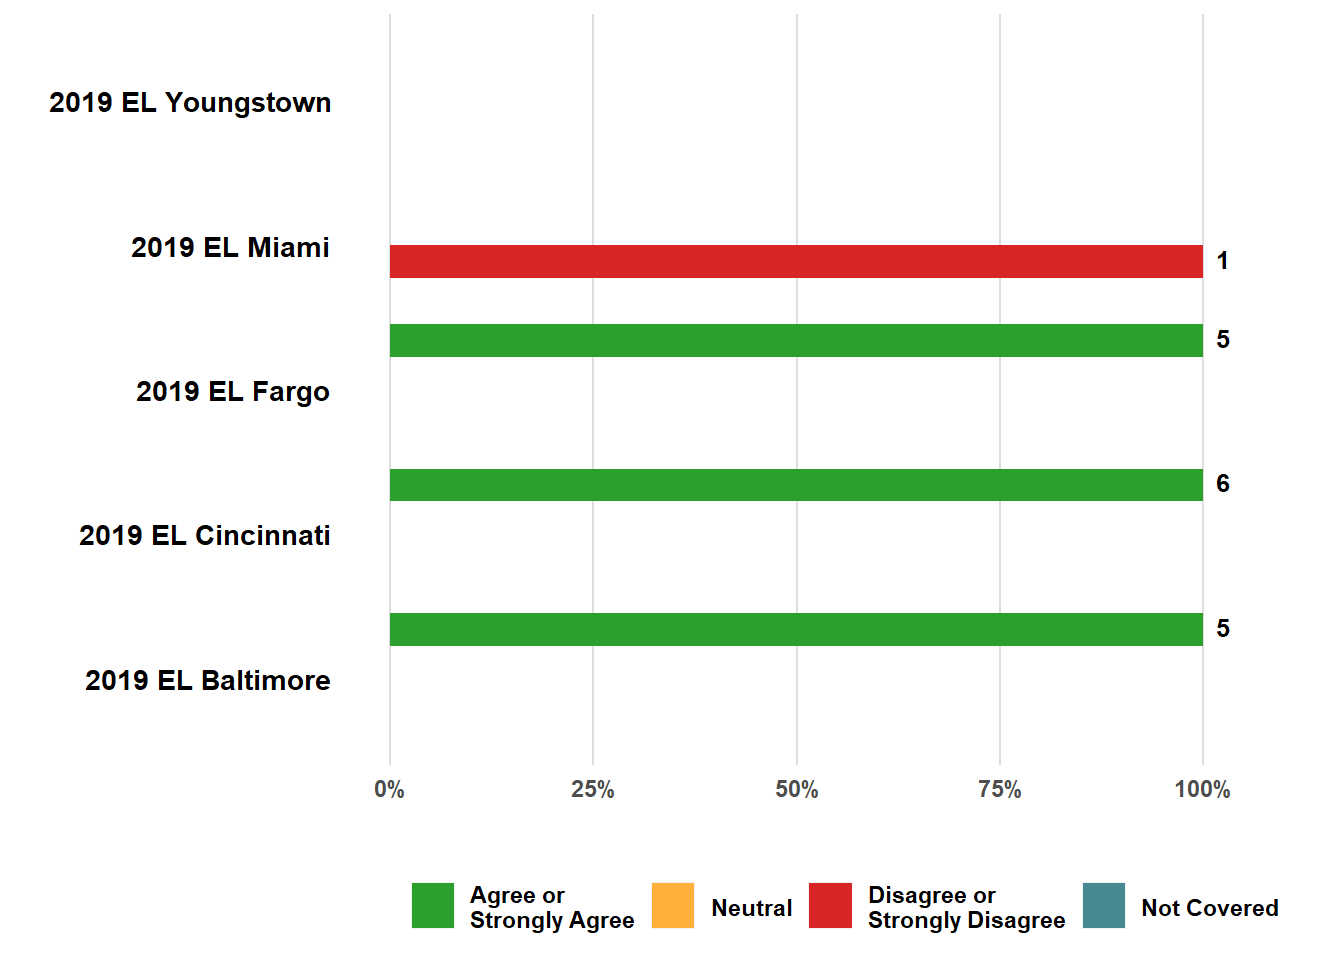 2019 EL Youngstown
2019 EL Miami
1
5
2019 EL Fargo
6
2019 EL Cincinnati
5
2019 EL Baltimore
0% 25% 50% 75% 100%
Agree or
Strongly Agree
Neutral
Disagree or
Strongly Disagree
Not Covered